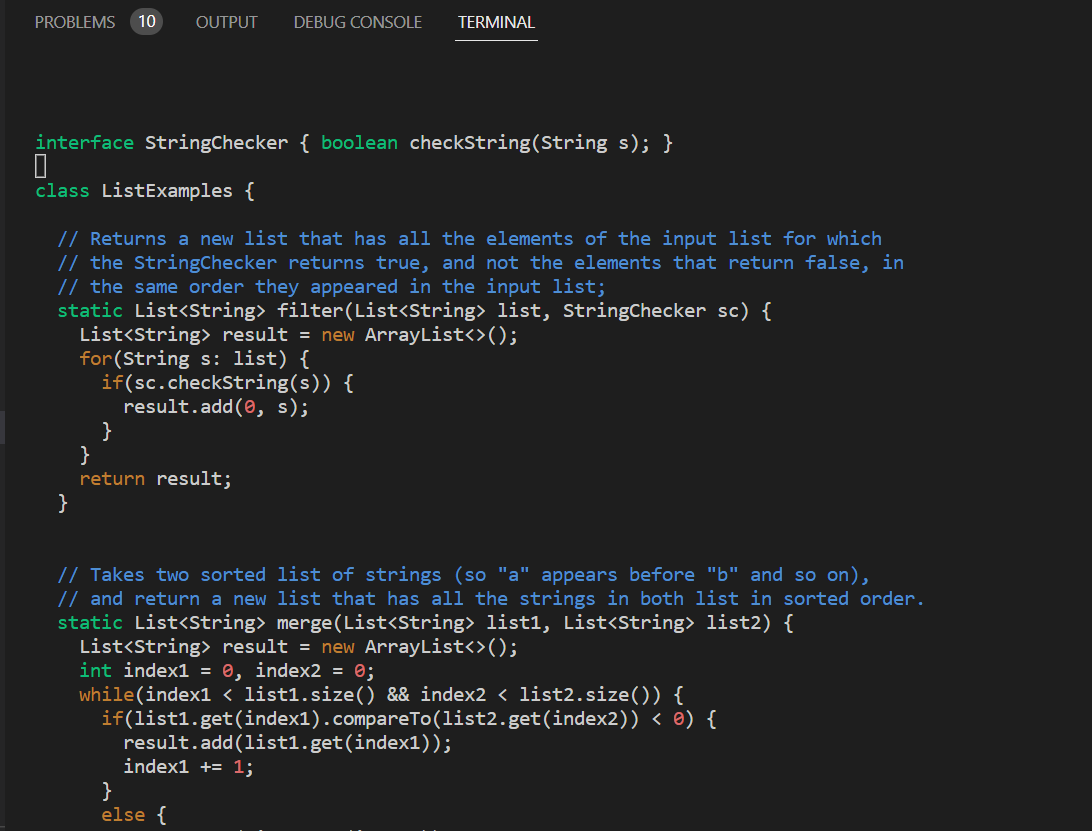 PROBLEMS 10 OUTPUT DEBUG CONSOLE TERMINAL
interface StringChecker { boolean checkString(String s); }
class ListExamples {
// Returns a new list that has all the elements of the input list for which
// the StringChecker returns true, and not the elements that return false, in
// the same order they appeared in the input list;
static List<String> filter(List<String> list, StringChecker sc) {
List<String> result = new ArrayList<>();
for(String s: list) {
if(sc.checkString(s)) {
result.add(0, s);
}
}
return result;
}
// Takes two sorted list of strings (so "a" appears before "b" and so on),
// and return a new list that has all the strings in both list in sorted order.
static List<String> merge(List<String> list1, List<String> list2) {
List<String> result = new ArrayList<>();
int index1 = 0, index2 = 0;
while(index1 < list1.size() && index2 < list2.size()) {
if(list1.get(index1).compareTo(list2.get(index2)) < 0) {
result.add(list1.get(index1));
index1 += 1;
}
else {